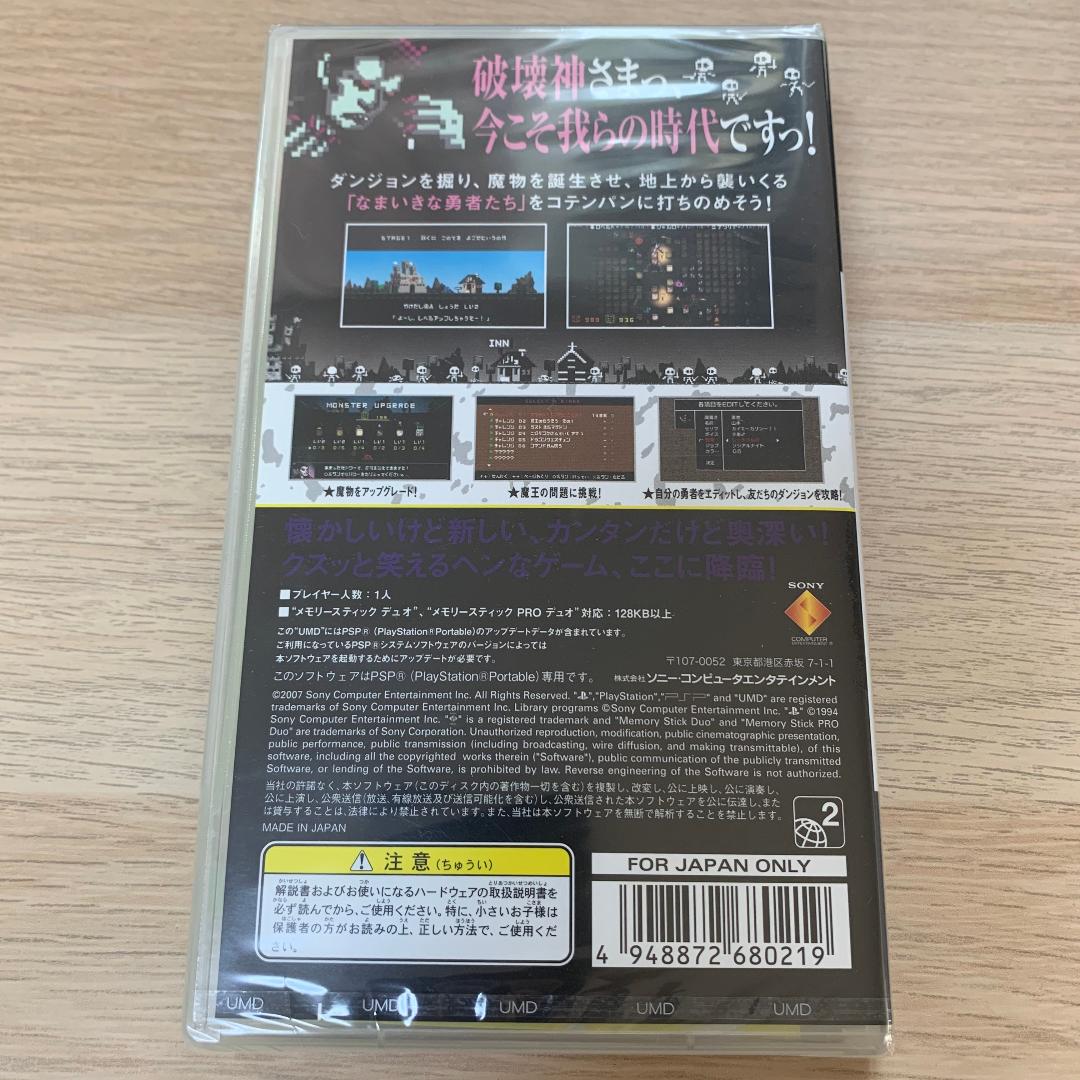 破壊神さまっ、
今こそ我らの時代ですっ!
ダンジョンを掘り、魔物を誕生させ、地上から襲いくる
「なまいきな勇者たち」をコテンパンに打ちのめそう!
「よーし、しべるアップしちゃうぞー!」
INN
MONSTER UPGRADE
各項目をEDITしてください。
★魔物をアップグレード!
★魔王の問題に挑戦!
★自分の勇者をエディットし、友だちのダンジョンを攻略!
懐かしいけど新しい、カンタンだけど奥深い!
クスッと笑えるヘンなゲーム、ここに降臨!
■プレイヤー人数:1人
■“メモリースティック デュオ”、“メモリースティック PRO デュオ”対応:128KB以上
この“UMD”にはPSP®(PlayStation®Portable)のアップデートデータが含まれています。
ご利用になっているPSP®システムソフトウェアのバージョンによっては
本ソフトウェアを起動するためにアップデートが必要です。
このソフトウェアはPSP®(PlayStation®Portable)専用です。
SONY
COMPUTER
ENTERTAINMENT®
〒107-0052 東京都港区赤坂 7-1-1
株式会社 ソニー・コンピュータエンタテインメント
©2007 Sony Computer Entertainment Inc. All Rights Reserved. "","PlayStation","PSP" and "UMD" are registered
trademarks of Sony Computer Entertainment Inc. Library programs ©Sony Computer Entertainment Inc. "" ©1994
Sony Computer Entertainment Inc. "" is a registered trademark and "Memory Stick Duo" and "Memory Stick PRO
Duo" are trademarks of Sony Corporation. Unauthorized reproduction, modification, public cinematographic presentation,
public performance, public transmission (including broadcasting, wire diffusion, and making transmittable), of this
software, including all the copyrighted works therein ("Software"), public communication of the publicly transmitted
Software, or lending of the Software, is prohibited by law. Reverse engineering of the Software is not authorized.
当社の許諾なく、本ソフトウェア(このディスク内の著作物一切を含む)を複製し、改変し、公に上映し、公に演奏し、
公に上演し、公衆送信(放送、有線放送及び送信可能化を含む)し、公衆送信された本ソフトウェアを公に伝達し、また
は貸与することは、法律により禁止されています。また、当社は本ソフトウェアを無断で解析することを禁止します。
MADE IN JAPAN
2
注意(ちゅうい)
解説書およびお使いになるハードウェアの取扱説明書を
必ず読んでから、ご使用ください。特に、小さいお子様は
保護者の方がお読みの上、正しい方法で、ご使用くだ
さい。
FOR JAPAN ONLY
4 948872 680219
UMD UMD UMD UMD UMD